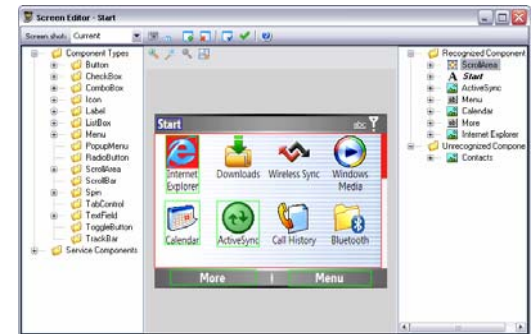 Screen Editor - Start
Screen shot: Current
Component Types
Button
CheckBox
ComboBox
Icon
Label
ListBox
Menu
PopupMenu
RadioButton
ScrollArea
ScrollBar
Spin
TabControl
TextField
ToggleButton
TrackBar
Service Components
Start
abc
Internet Explorer
Downloads
Wireless Sync
Windows Media
Calendar
ActiveSync
Call History
Bluetooth
More
Menu
Recognized Component
ScrollArea
A Start
ActiveSync
Menu
Calendar
More
Internet Explorer
Unrecognized Compone
Contacts